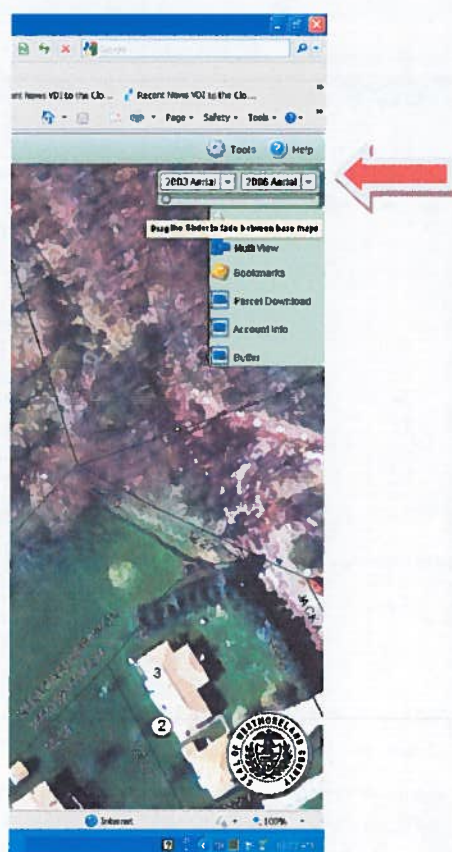 Google
Recent News VDI to the Clo...
Page Safety Tools
Tools Help
2003 Aerial 2006 Aerial
Drag the Slider to fade between base maps
Multi View
Bookmarks
Parcel Download
Account Info
Buffer
JACK
3
2
SEAL OF WESTMORELAND COUNTY
Internet 100%